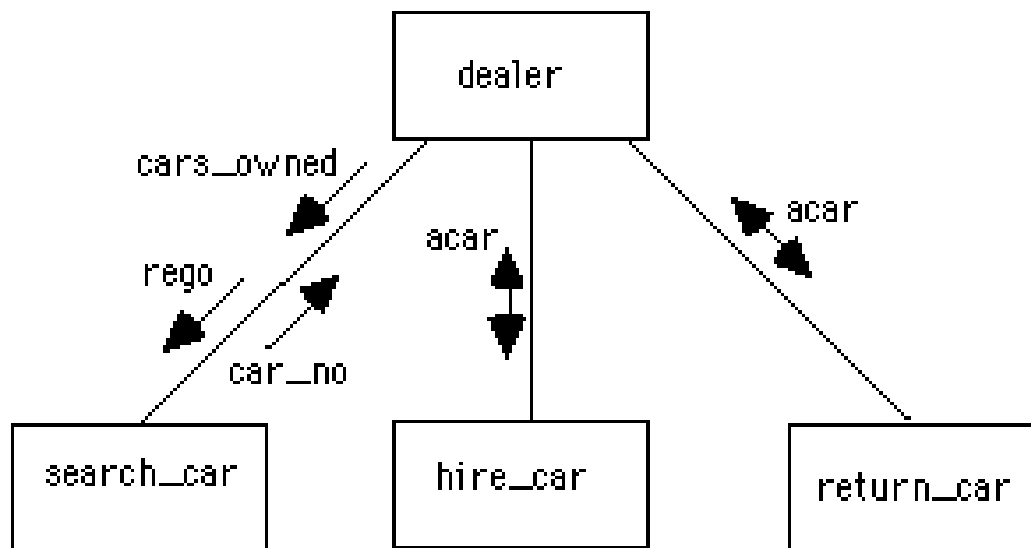 dealer
cars_owned
acar
acar
rego
car_no
search_car
hire_car
return_car